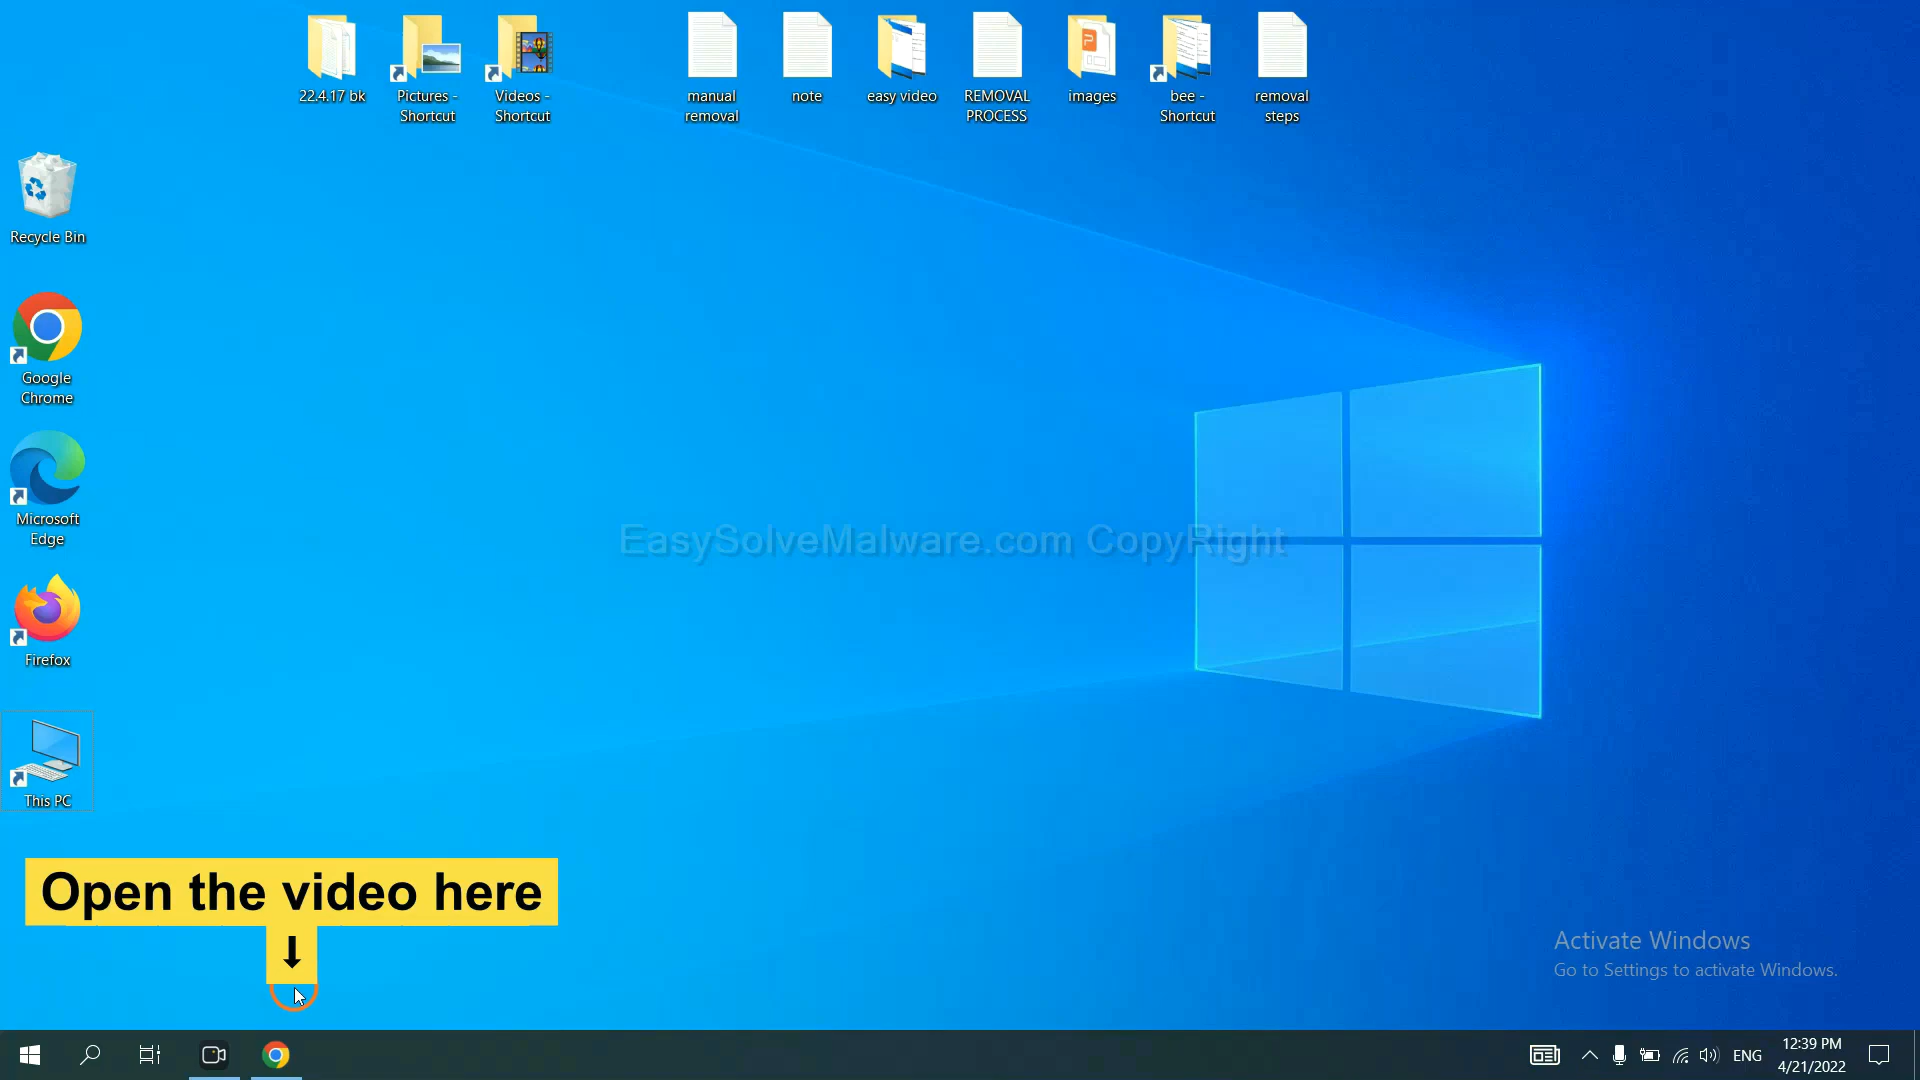 22.4.17 bk
Pictures -
Shortcut
Videos -
Shortcut
manual
removal
note
easy video
REMOVAL
PROCESS
images
bee -
Shortcut
removal
steps
Recycle Bin
Google
Chrome
Microsoft
Edge
Firefox
This PC
EasySolveMalware.com CopyRight
Open the video here
Activate Windows
Go to Settings to activate Windows.
ENG
12:39 PM
4/21/2022